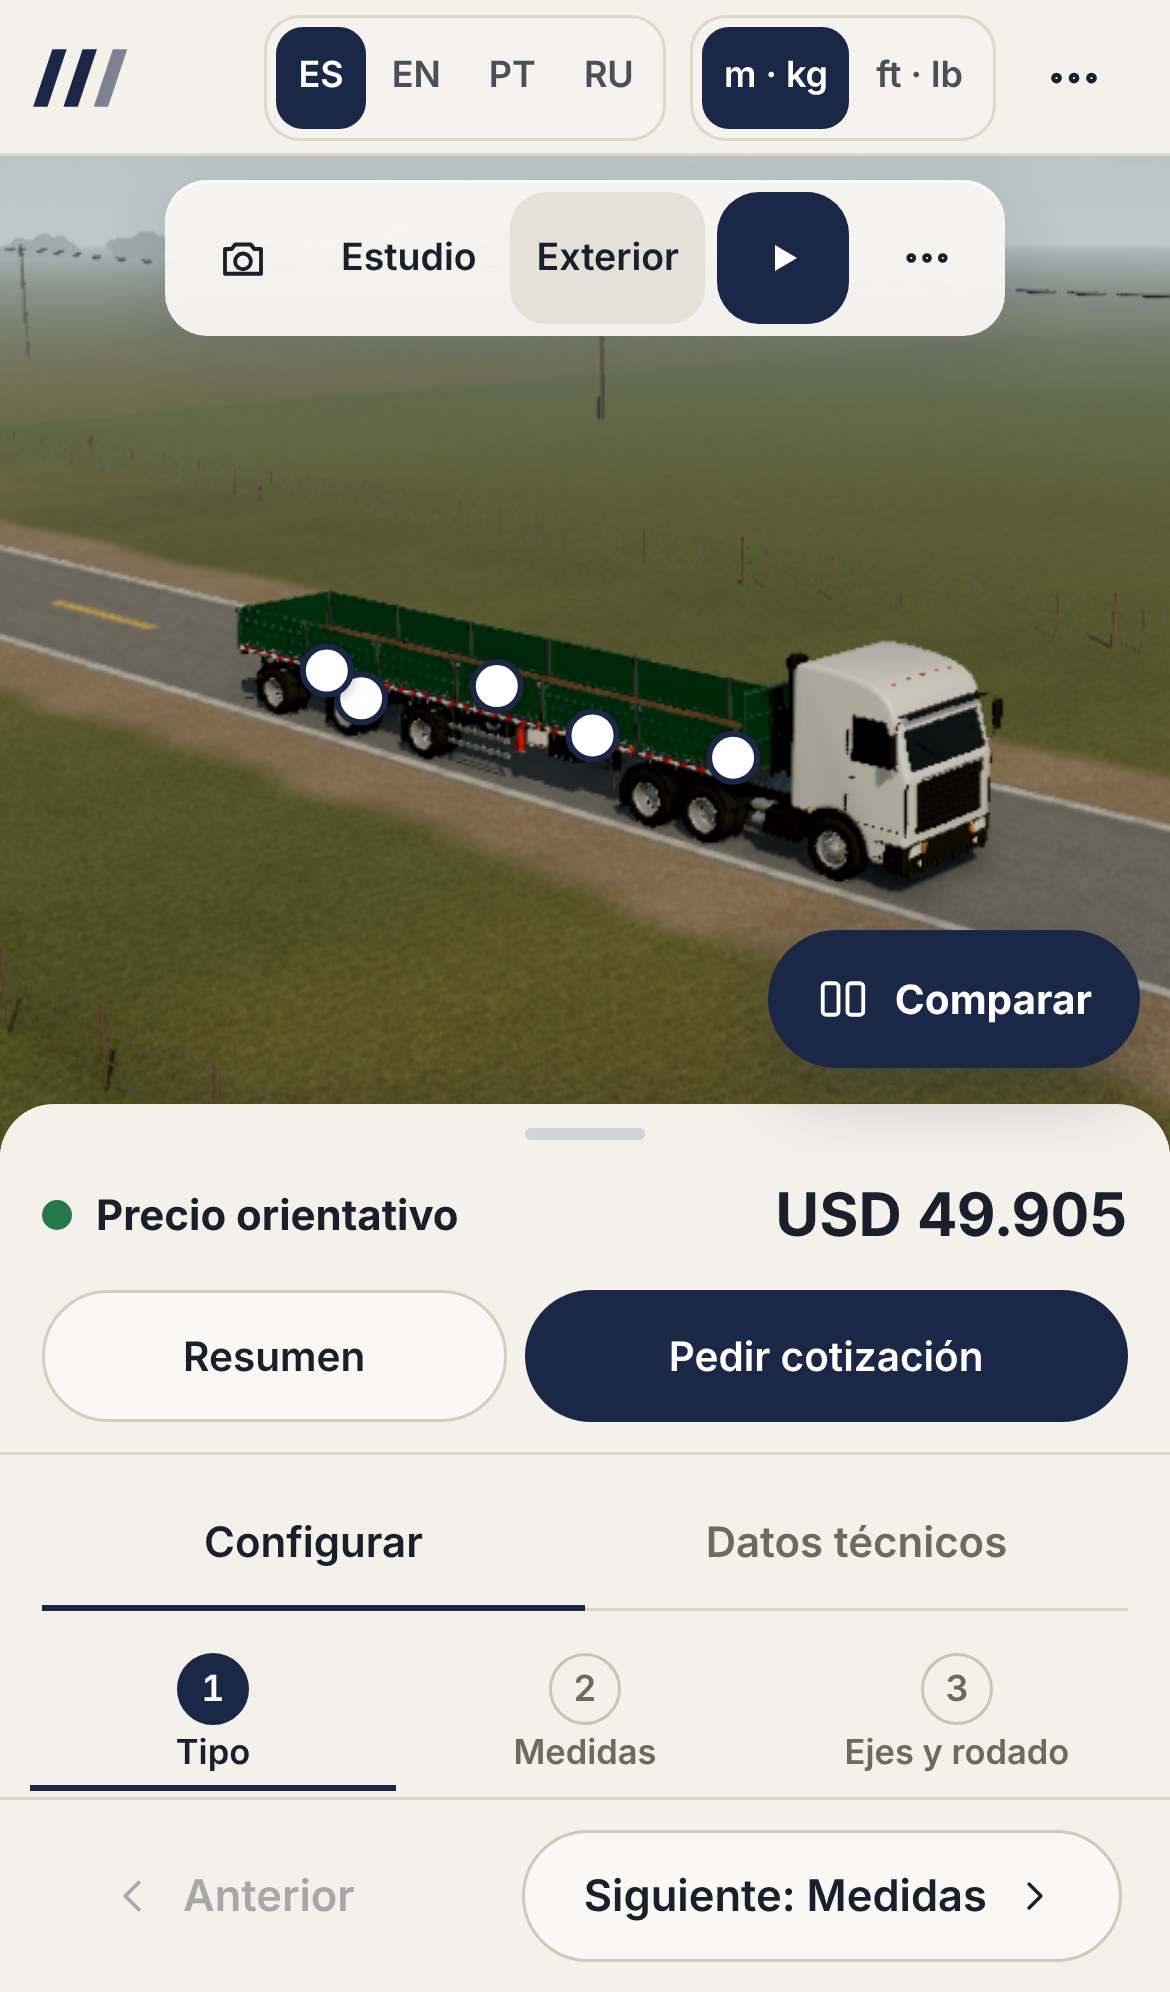 ES EN PT RU m · kg ft · lb
Estudio Exterior
Comparar
Precio orientativo USD 49.905
Resumen Pedir cotización
Configurar Datos técnicos
1 2 3
Tipo Medidas Ejes y rodado
Anterior Siguiente: Medidas